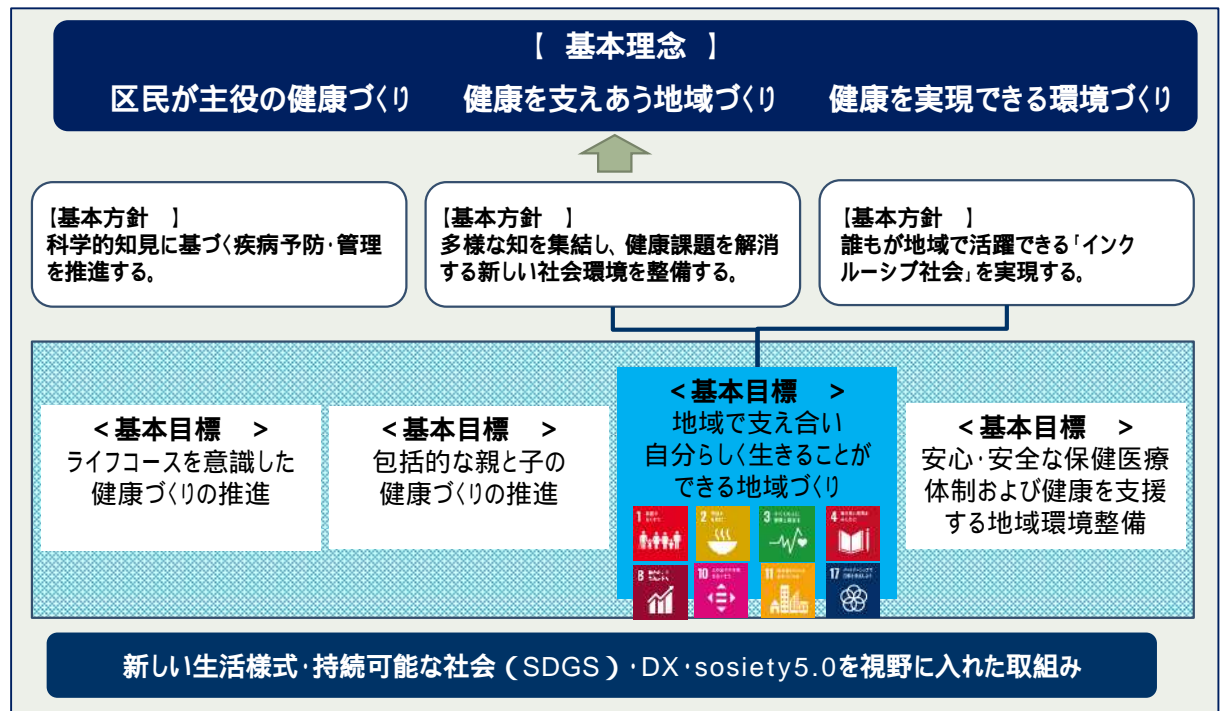 【 基本理念 】
区民が主役の健康づくり 健康を支えあう地域づくり 健康を実現できる環境づくり
【基本方針 】
科学的知見に基づく疾病予防・管理
を推進する。
【基本方針 】
多様な知を集結し、健康課題を解消
する新しい社会環境を整備する。
【基本方針 】
誰もが地域で活躍できる「インク
ルーシブ社会」を実現する。
<基本目標 >
ライフコースを意識した
健康づくりの推進
<基本目標 >
包括的な親と子の
健康づくりの推進
<基本目標 >
地域で支え合い
自分らしく生きることが
できる地域づくり
1
2
3
4
8
10
11
17
<基本目標 >
安心・安全な保健医療
体制および健康を支援
する地域環境整備
新しい生活様式・持続可能な社会(SDGS)・DX・sosiety5.0を視野に入れた取組み